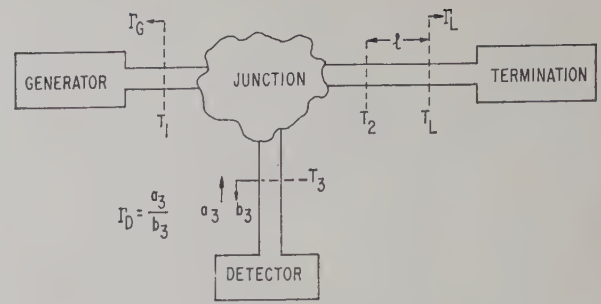 Γ_G
ℓ
Γ_L
GENERATOR
JUNCTION
TERMINATION
T_1
T_2
T_L
T_3
Γ_D = a_3 / b_3
a_3
b_3
DETECTOR